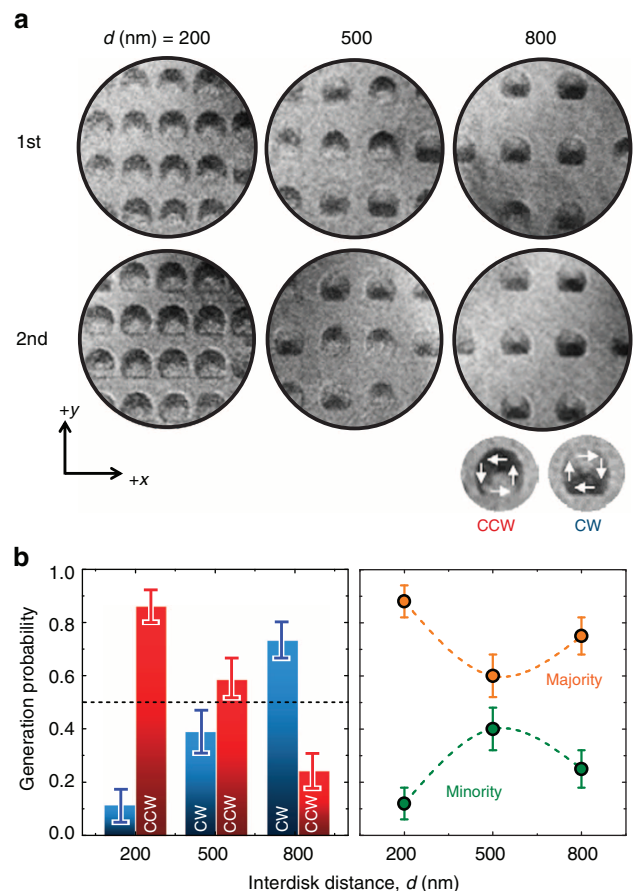 a
d (nm) = 200 500 800
1st
2nd
+y
+x
CCW CW
b
Generation probability
1.0
0.8
0.6
0.4
0.2
0.0
CCW
CW
CCW
CW
CCW
200 500 800
Majority
Minority
200 500 800
Interdisk distance, d (nm)